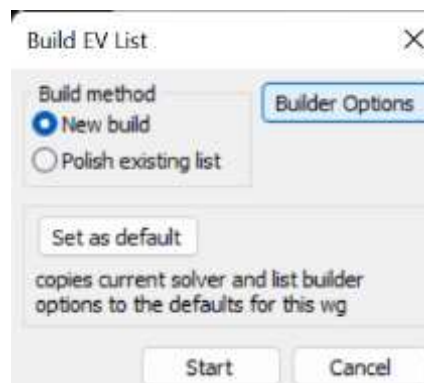 Build EV List
Build method
New build
Polish existing list
Builder Options
Set as default
copies current solver and list builder
options to the defaults for this wg
Start
Cancel